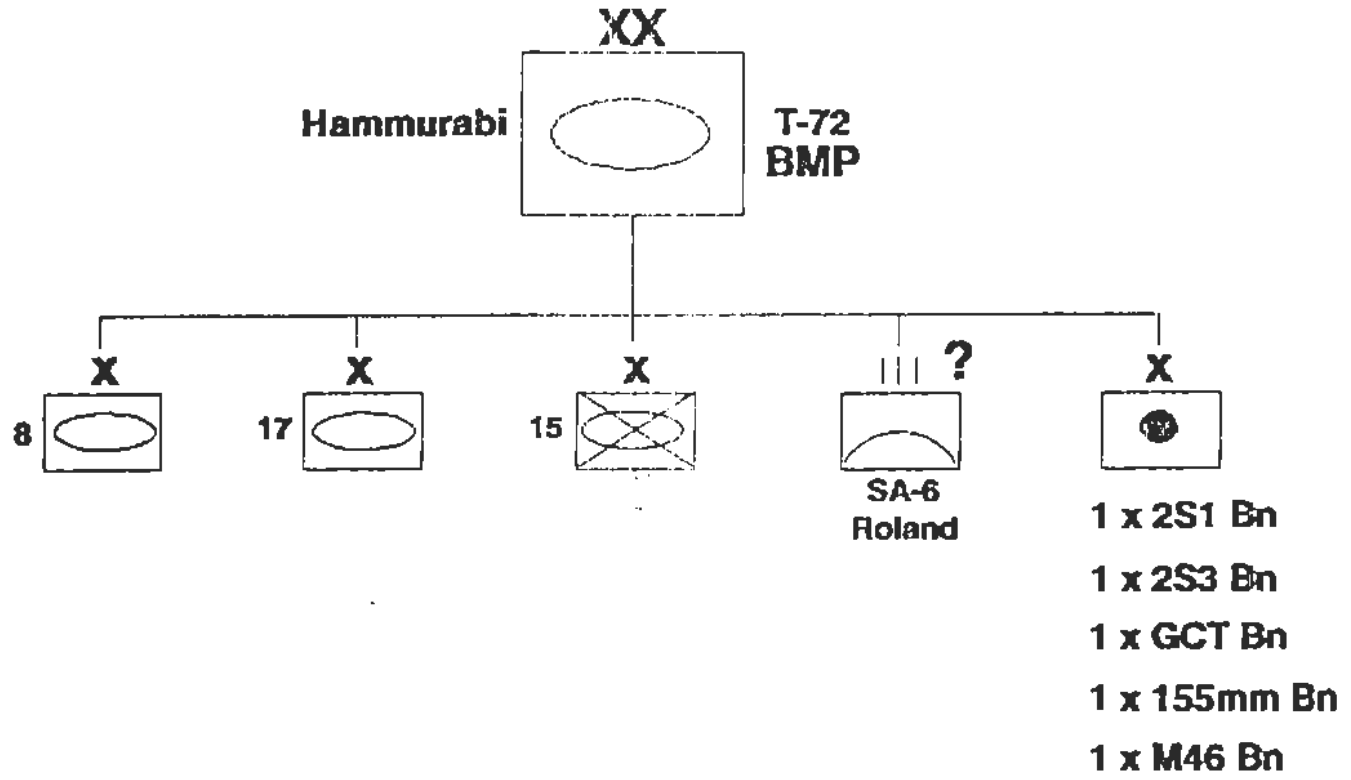 XX
Hammurabi
T-72
BMP
X
X
X
III ?
X
8
17
15
SA-6
Roland
1 x 2S1 Bn
1 x 2S3 Bn
1 x GCT Bn
1 x 155mm Bn
1 x M46 Bn